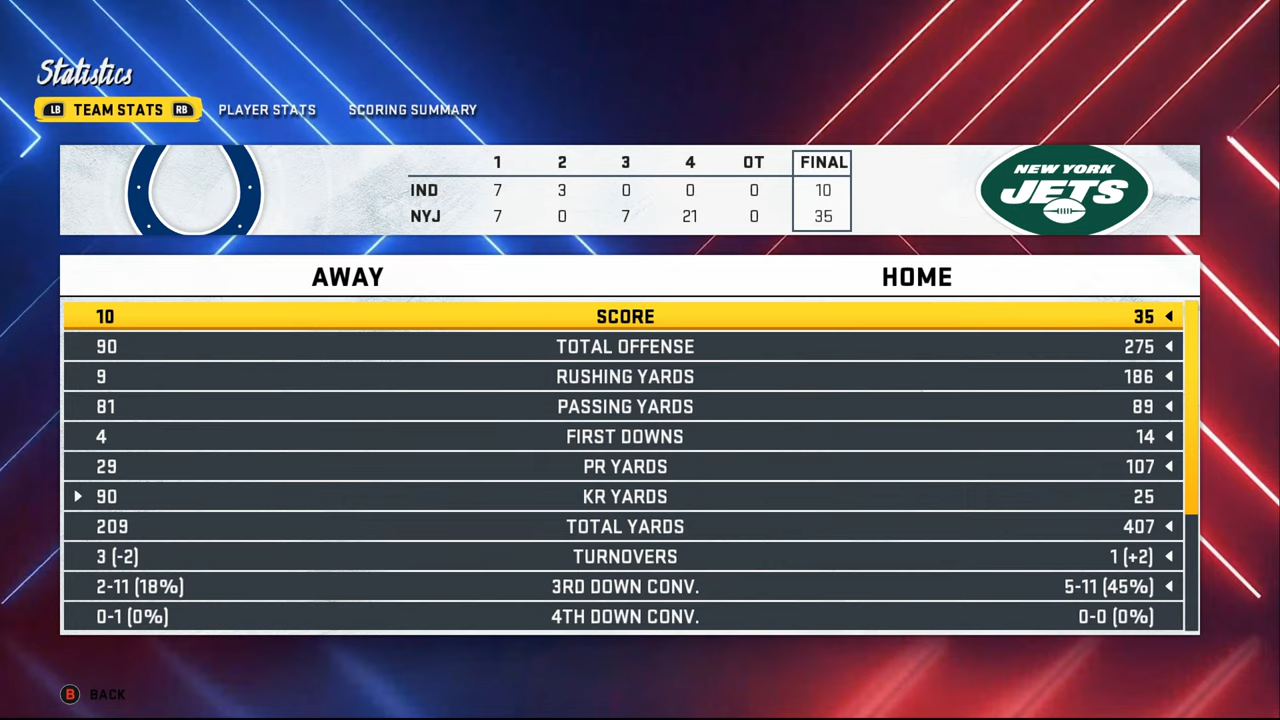 Statistics
LB TEAM STATS RB PLAYER STATS SCORING SUMMARY
1 2 3 4 OT FINAL
IND 7 3 0 0 0 10
NYJ 7 0 7 21 0 35
NEW YORK
JETS
AWAY HOME
10 SCORE 35
90 TOTAL OFFENSE 275
9 RUSHING YARDS 186
81 PASSING YARDS 89
4 FIRST DOWNS 14
29 PR YARDS 107
90 KR YARDS 25
209 TOTAL YARDS 407
3 (-2) TURNOVERS 1 (+2)
2-11 (18%) 3RD DOWN CONV. 5-11 (45%)
0-1 (0%) 4TH DOWN CONV. 0-0 (0%)
B BACK